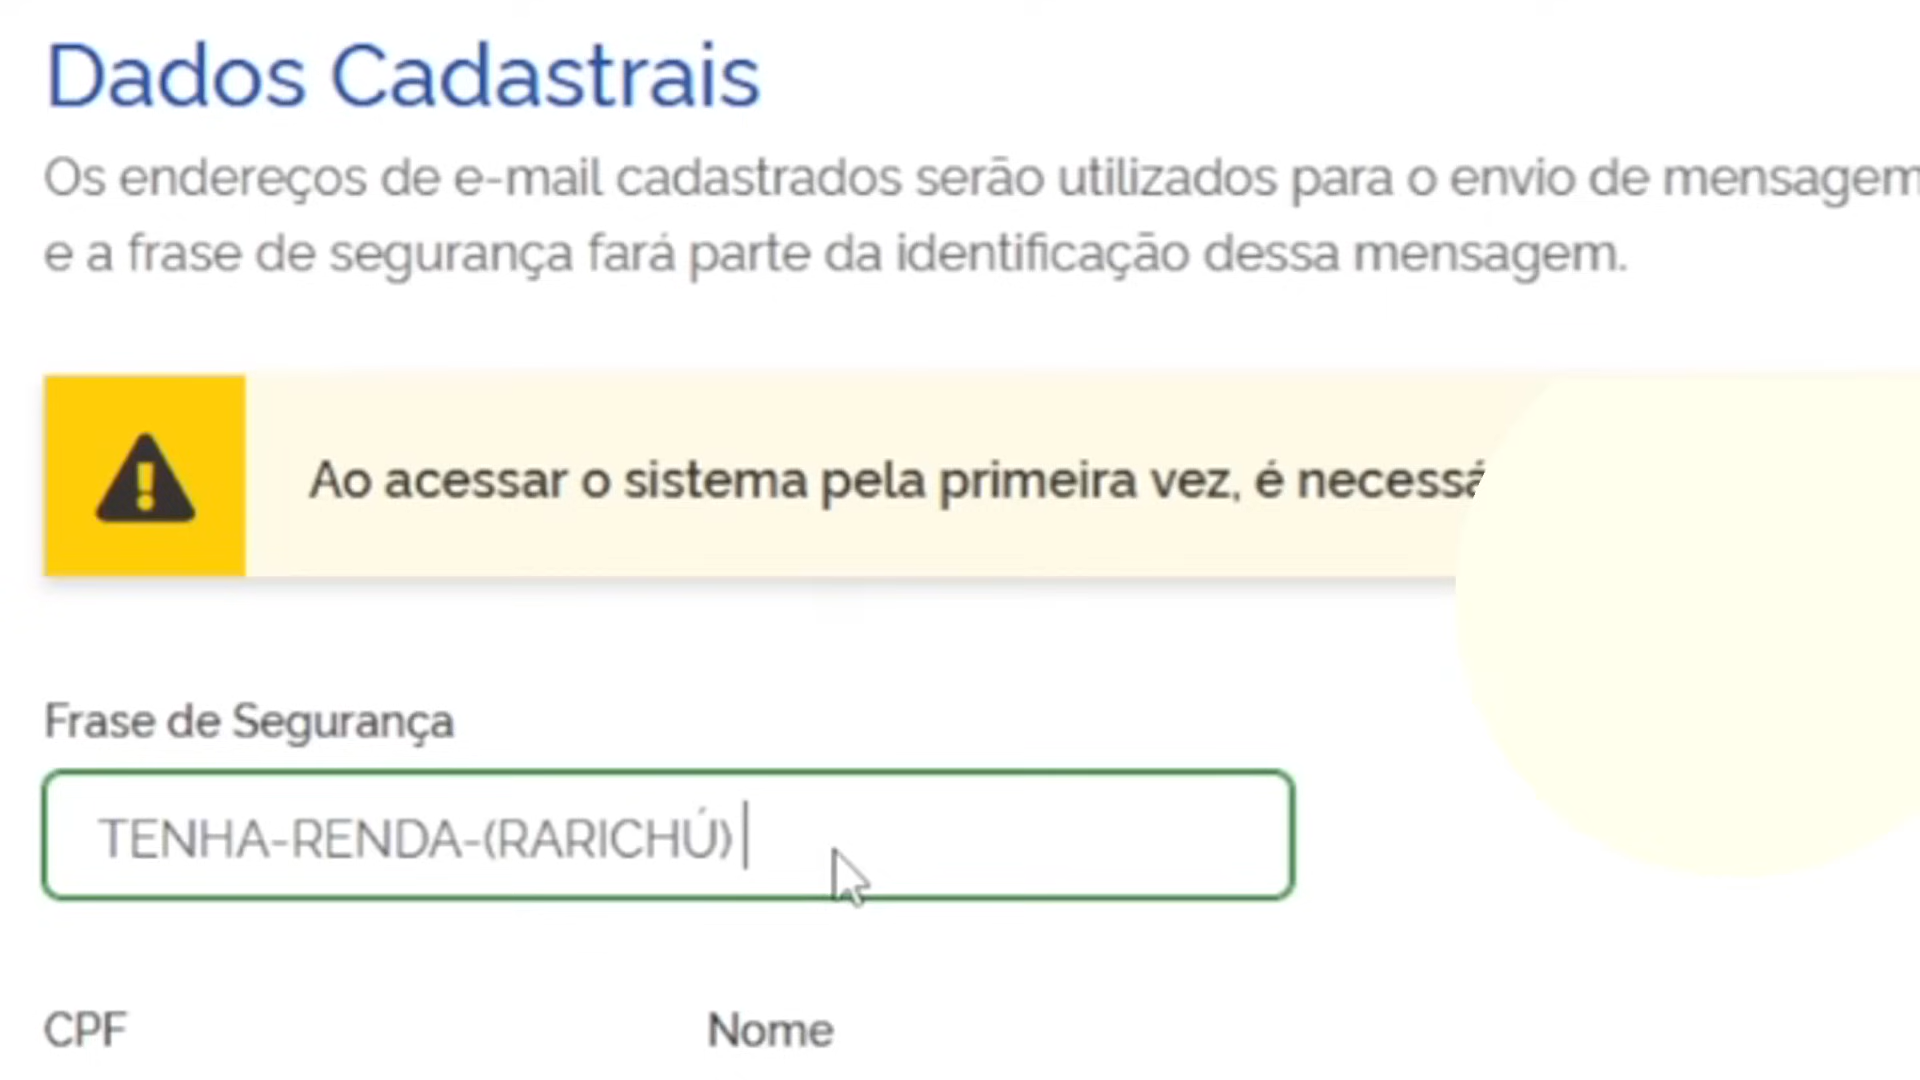 Dados Cadastrais
Os endereços de e-mail cadastrados serão utilizados para o envio de mensagem
e a frase de segurança fará parte da identificação dessa mensagem.
Ao acessar o sistema pela primeira vez, é
Frase de Segurança
TENHA-RENDA-(RARICHÚ)
CPF
Nome